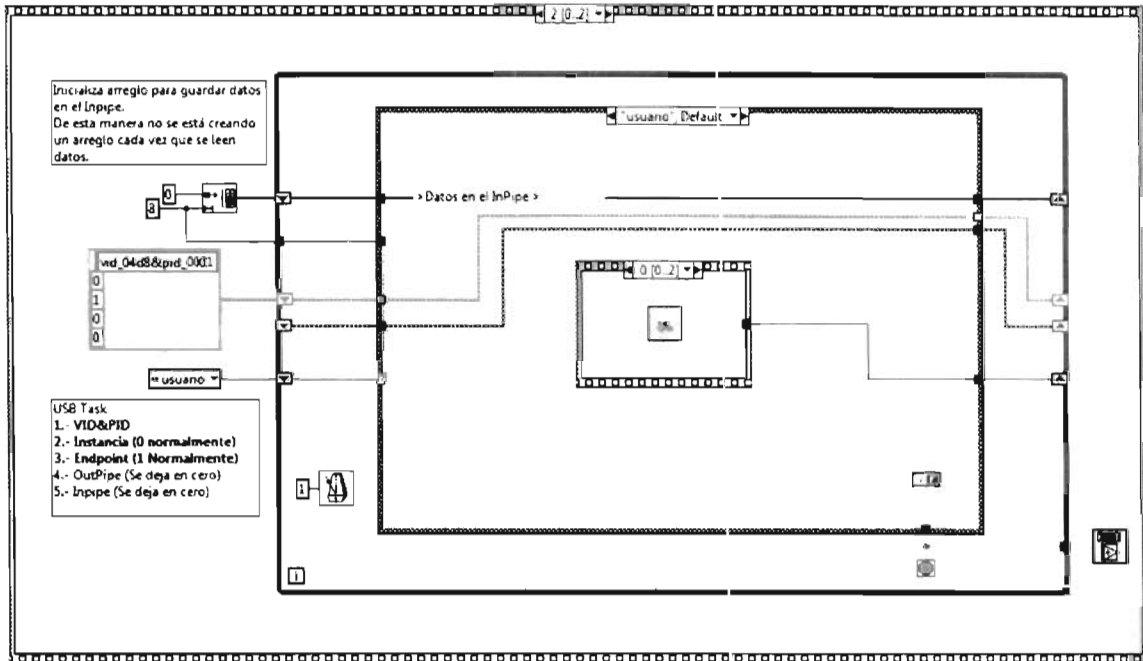 2 [0..2]
Inicializa arreglo para guardar datos
en el Inpipe.
De esta manera no se está creando
un arreglo cada vez que se leen
datos.
"usuario", Default
0
> Datos en el InPipe >
vid_04d8&pid_0001
0
1
0
0
0 [0..2]
usuario
USB Task
1.- VID&PID
2.- Instancia (0 normalmente)
3.- Endpoint (1 Normalmente)
4.- OutPipe (Se deja en cero)
5.- Inpipe (Se deja en cero)
1
i